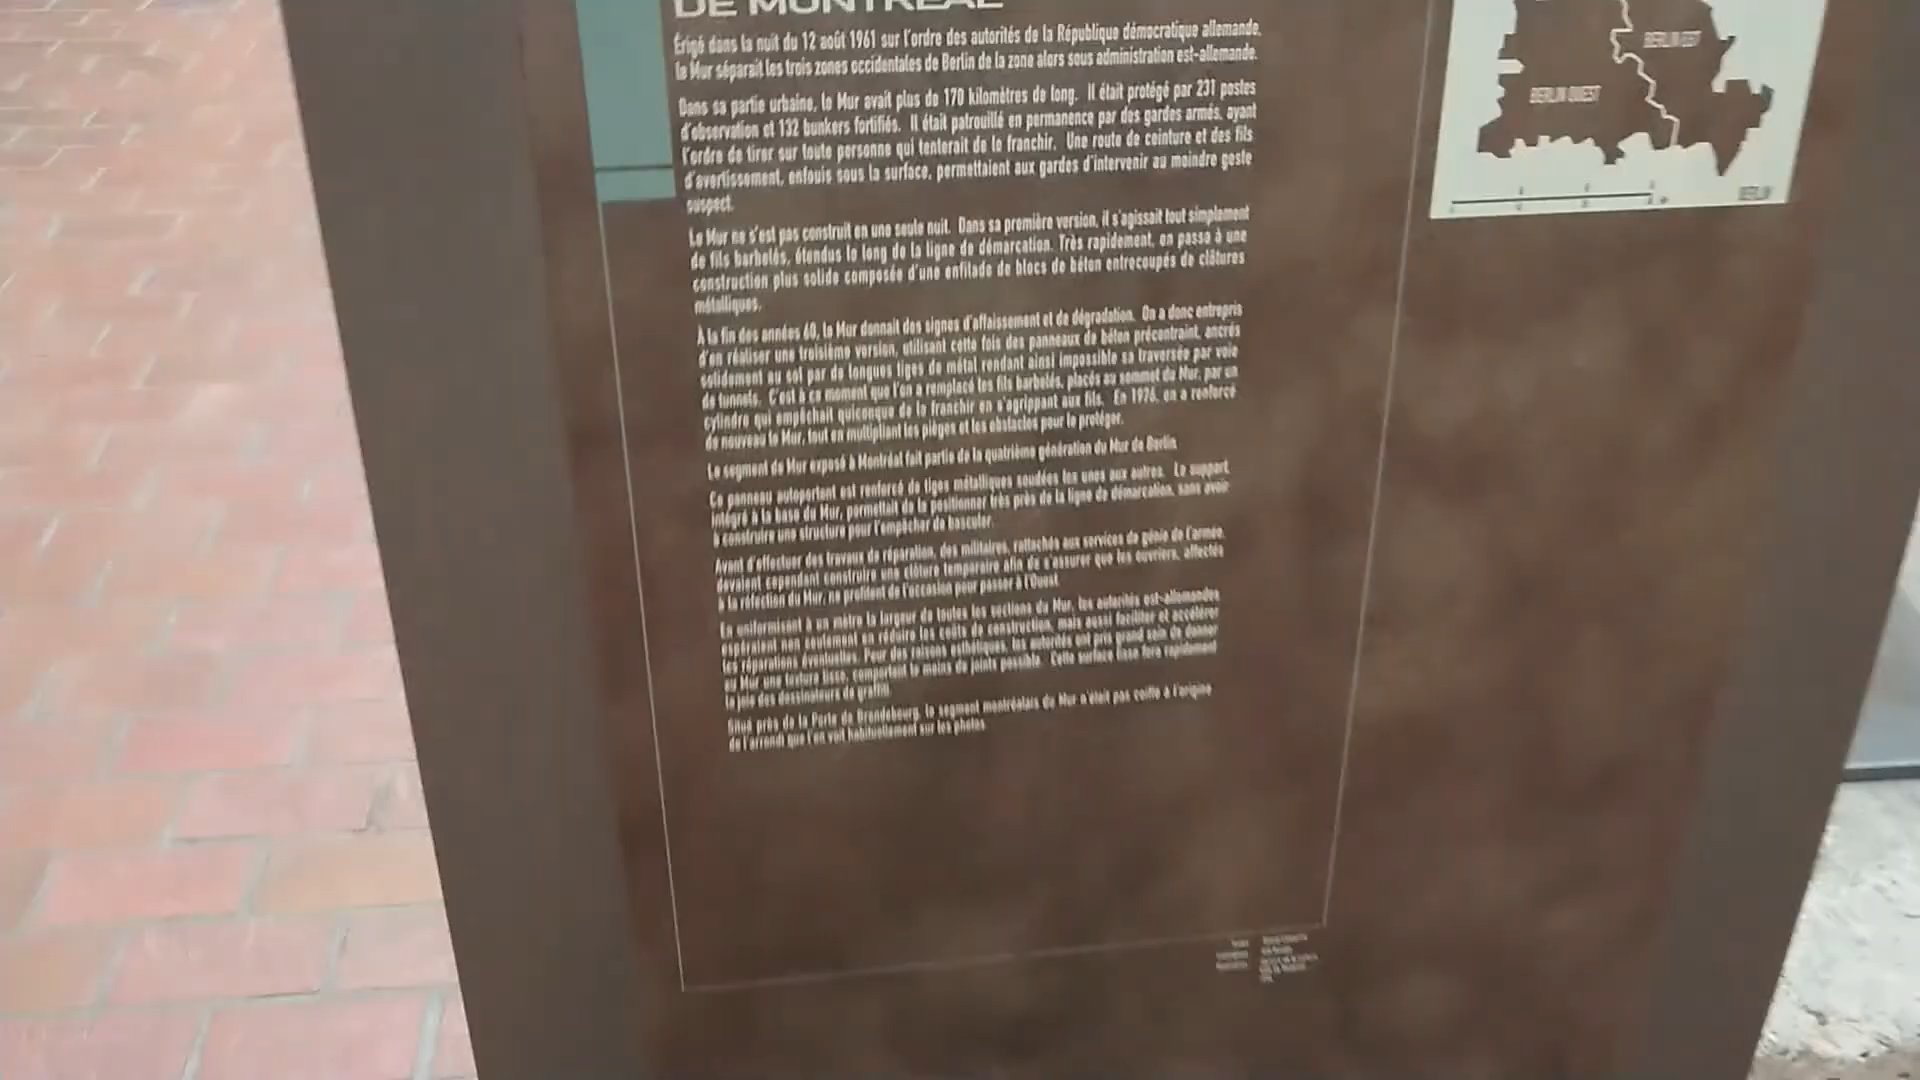 DE MONTRÉAL
Érigé dans la nuit du 12 août 1961 sur l'ordre des autorités de la République démocratique allemande,
le Mur séparait les trois zones occidentales de Berlin de la zone alors sous administration est-allemande.
Dans sa partie urbaine, le Mur avait plus de 170 kilomètres de long. Il était protégé par 231 postes
d'observation et 132 bunkers fortifiés. Il était patrouillé en permanence par des gardes armés, ayant
l'ordre de tirer sur toute personne qui tenterait de le franchir. Une route de ceinture et des fils
d'avertissement, enfouis sous la surface, permettaient aux gardes d'intervenir au moindre geste
suspect.
Le Mur ne s'est pas construit en une seule nuit. Dans sa première version, il s'agissait tout simplement
de fils barbelés, étendus le long de la ligne de démarcation. Très rapidement, on passa à une
construction plus solide composée d'une enfilade de blocs de béton entrecoupés de clôtures
métalliques.
À la fin des années 60, le Mur donnait des signes d'affaissement et de dégradation. On a donc entrepris
d'en réaliser une troisième version, utilisant cette fois des panneaux de béton précontraint, ancrés
solidement au sol par de longues tiges de métal rendant ainsi impossible sa traversée par voie
de tunnels. C'est à ce moment que l'on a remplacé les fils barbelés, placés au sommet du Mur, par un
cylindre qui empêchait quiconque de le franchir en s'agrippant aux fils. En 1976, on a renforcé
de nouveau le Mur, tout en multipliant les pièges et les obstacles pour le protéger.
Le segment du Mur exposé à Montréal fait partie de la quatrième génération du Mur de Berlin.
Ce panneau autoportant est renforcé de tiges métalliques soudées les unes aux autres. Le support,
intégré à la base du Mur, permettait de le positionner très près de la ligne de démarcation, sans avoir
à construire une structure pour l'empêcher de basculer.
Avant d'effectuer des travaux de réparation, des militaires, rattachés aux services de génie de l'armée,
devaient cependant construire une clôture temporaire afin de s'assurer que les ouvriers, affectés
à la réfection du Mur, ne profitent de l'occasion pour passer à l'Ouest.
En uniformisant à un mètre la largeur de toutes les sections du Mur, les autorités est-allemandes
espéraient non seulement en réduire les coûts de construction, mais aussi faciliter et accélérer
les réparations éventuelles. Pour des raisons esthétiques, les autorités ont pris grand soin de donner
au Mur une texture lisse, comportant le moins de joints possible. Cette surface lisse fera rapidement
la joie des dessinateurs de graffiti.
Situé près de la Porte de Brandebourg, le segment montréalais du Mur n'était pas coiffé à l'origine
de l'arrondi que l'on voit habituellement sur les photos.
BERLIN EST
BERLIN OUEST
BERLIN